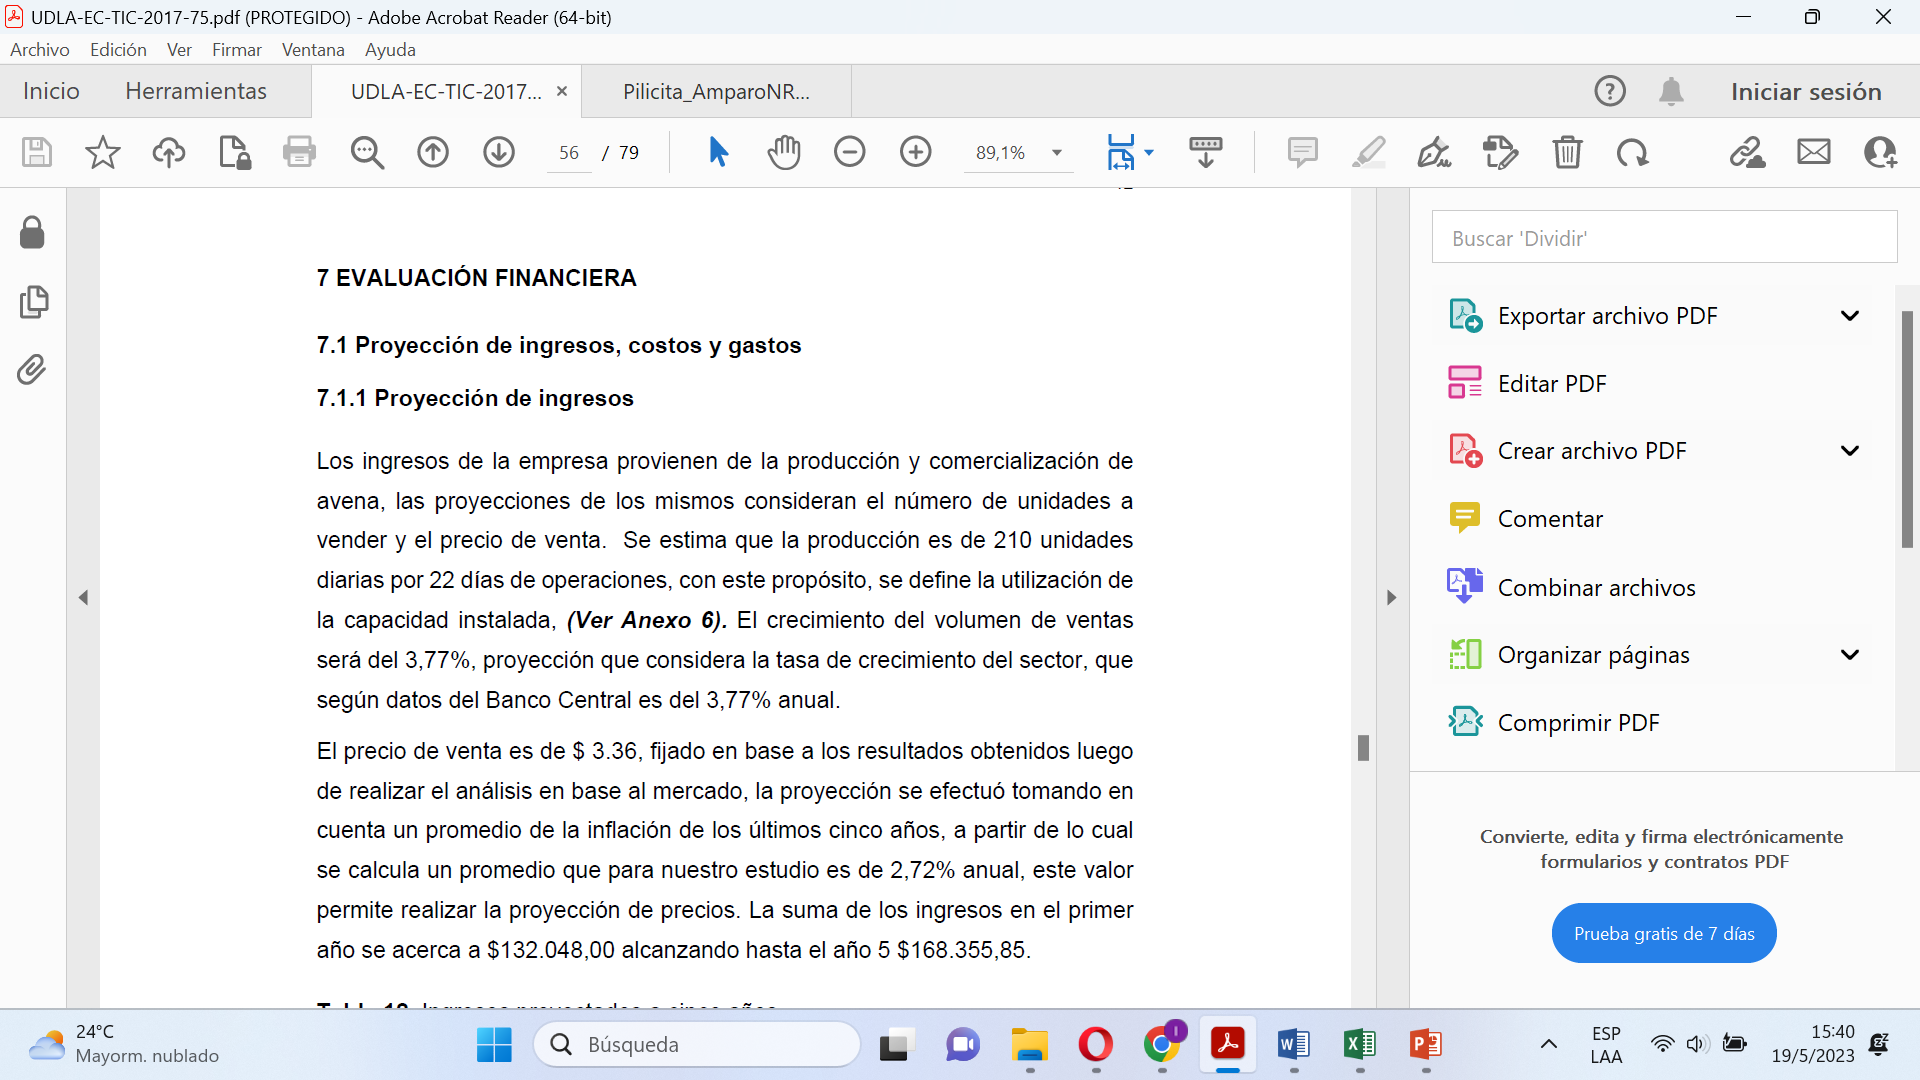 UDLA-EC-TIC-2017-75.pdf (PROTEGIDO) - Adobe Acrobat Reader (64-bit)
Archivo Edición Ver Firmar Ventana Ayuda
Inicio Herramientas UDLA-EC-TIC-2017... × Pilicita_AmparoNR... Iniciar sesión
56 / 79 89,1%
7 EVALUACIÓN FINANCIERA
7.1 Proyección de ingresos, costos y gastos
7.1.1 Proyección de ingresos
Los ingresos de la empresa provienen de la producción y comercialización de
avena, las proyecciones de los mismos consideran el número de unidades a
vender y el precio de venta. Se estima que la producción es de 210 unidades
diarias por 22 días de operaciones, con este propósito, se define la utilización de
la capacidad instalada, (Ver Anexo 6). El crecimiento del volumen de ventas
será del 3,77%, proyección que considera la tasa de crecimiento del sector, que
según datos del Banco Central es del 3,77% anual.
El precio de venta es de $ 3.36, fijado en base a los resultados obtenidos luego
de realizar el análisis en base al mercado, la proyección se efectuó tomando en
cuenta un promedio de la inflación de los últimos cinco años, a partir de lo cual
se calcula un promedio que para nuestro estudio es de 2,72% anual, este valor
permite realizar la proyección de precios. La suma de los ingresos en el primer
año se acerca a $132.048,00 alcanzando hasta el año 5 $168.355,85.
Buscar 'Dividir'
Exportar archivo PDF
Editar PDF
Crear archivo PDF
Comentar
Combinar archivos
Organizar páginas
Comprimir PDF
Convierte, edita y firma electrónicamente
formularios y contratos PDF
Prueba gratis de 7 días
24°C
Mayorm. nublado
Búsqueda
ESP
LAA
15:40
19/5/2023